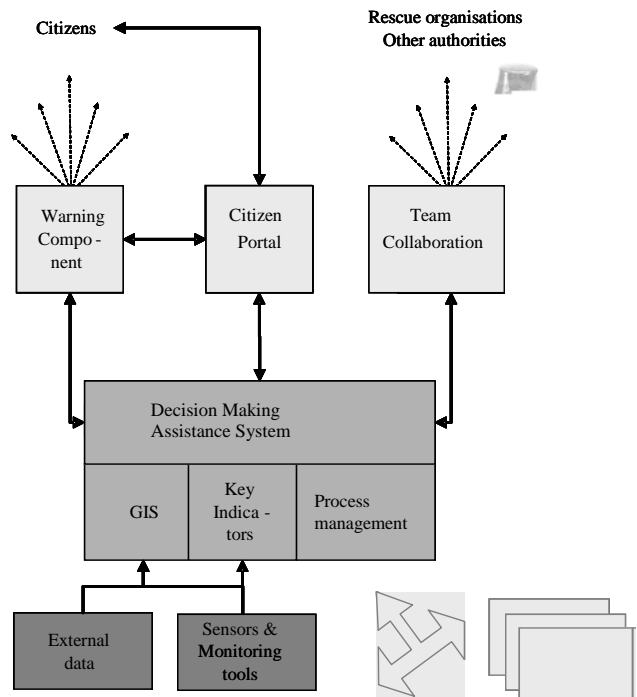 Citizens
Rescue organisations
Other authorities
Warning
Compo -
nent
Citizen
Portal
Team
Collaboration
Decision Making
Assistance System
GIS
Key
Indica -
tors
Process
management
External
data
Sensors &
Monitoring
tools